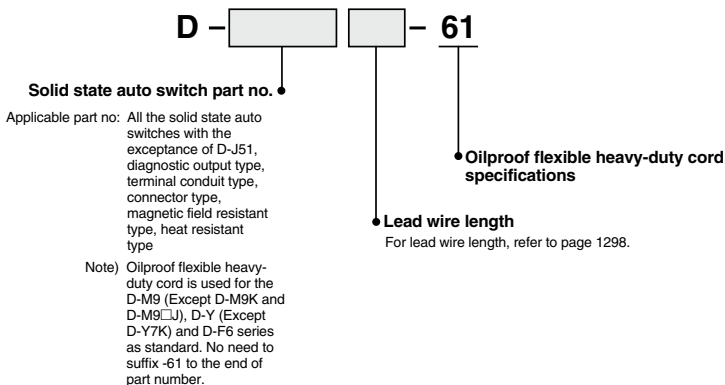 D – – 61
Solid state auto switch part no.
Applicable part no: All the solid state auto
switches with the
exceptance of D-J51,
diagnostic output type,
terminal conduit type,
connector type,
magnetic field resistant
type, heat resistant
type
Note) Oilproof flexible heavy-
duty cord is used for the
D-M9 (Except D-M9K and
D-M9□J), D-Y (Except
D-Y7K) and D-F6 series
as standard. No need to
suffix -61 to the end of
part number.
Oilproof flexible heavy-duty cord
specifications
Lead wire length
For lead wire length, refer to page 1298.